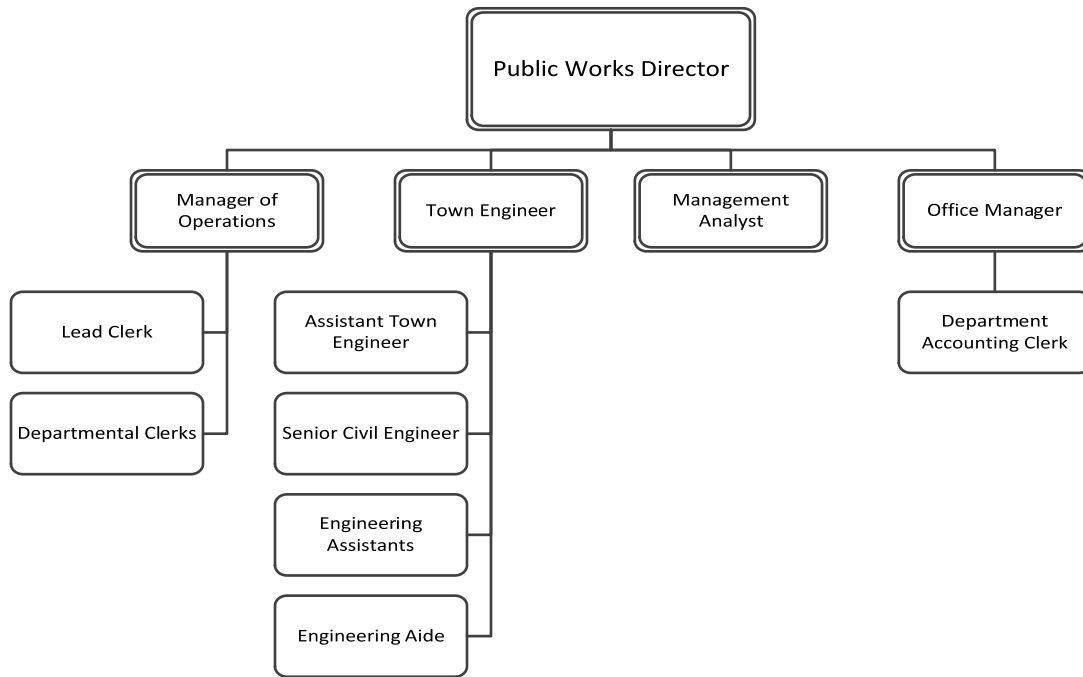 Public Works Director
Manager of
Operations
Town Engineer
Management
Analyst
Office Manager
Lead Clerk
Departmental Clerks
Assistant Town
Engineer
Senior Civil Engineer
Engineering
Assistants
Engineering Aide
Department
Accounting Clerk